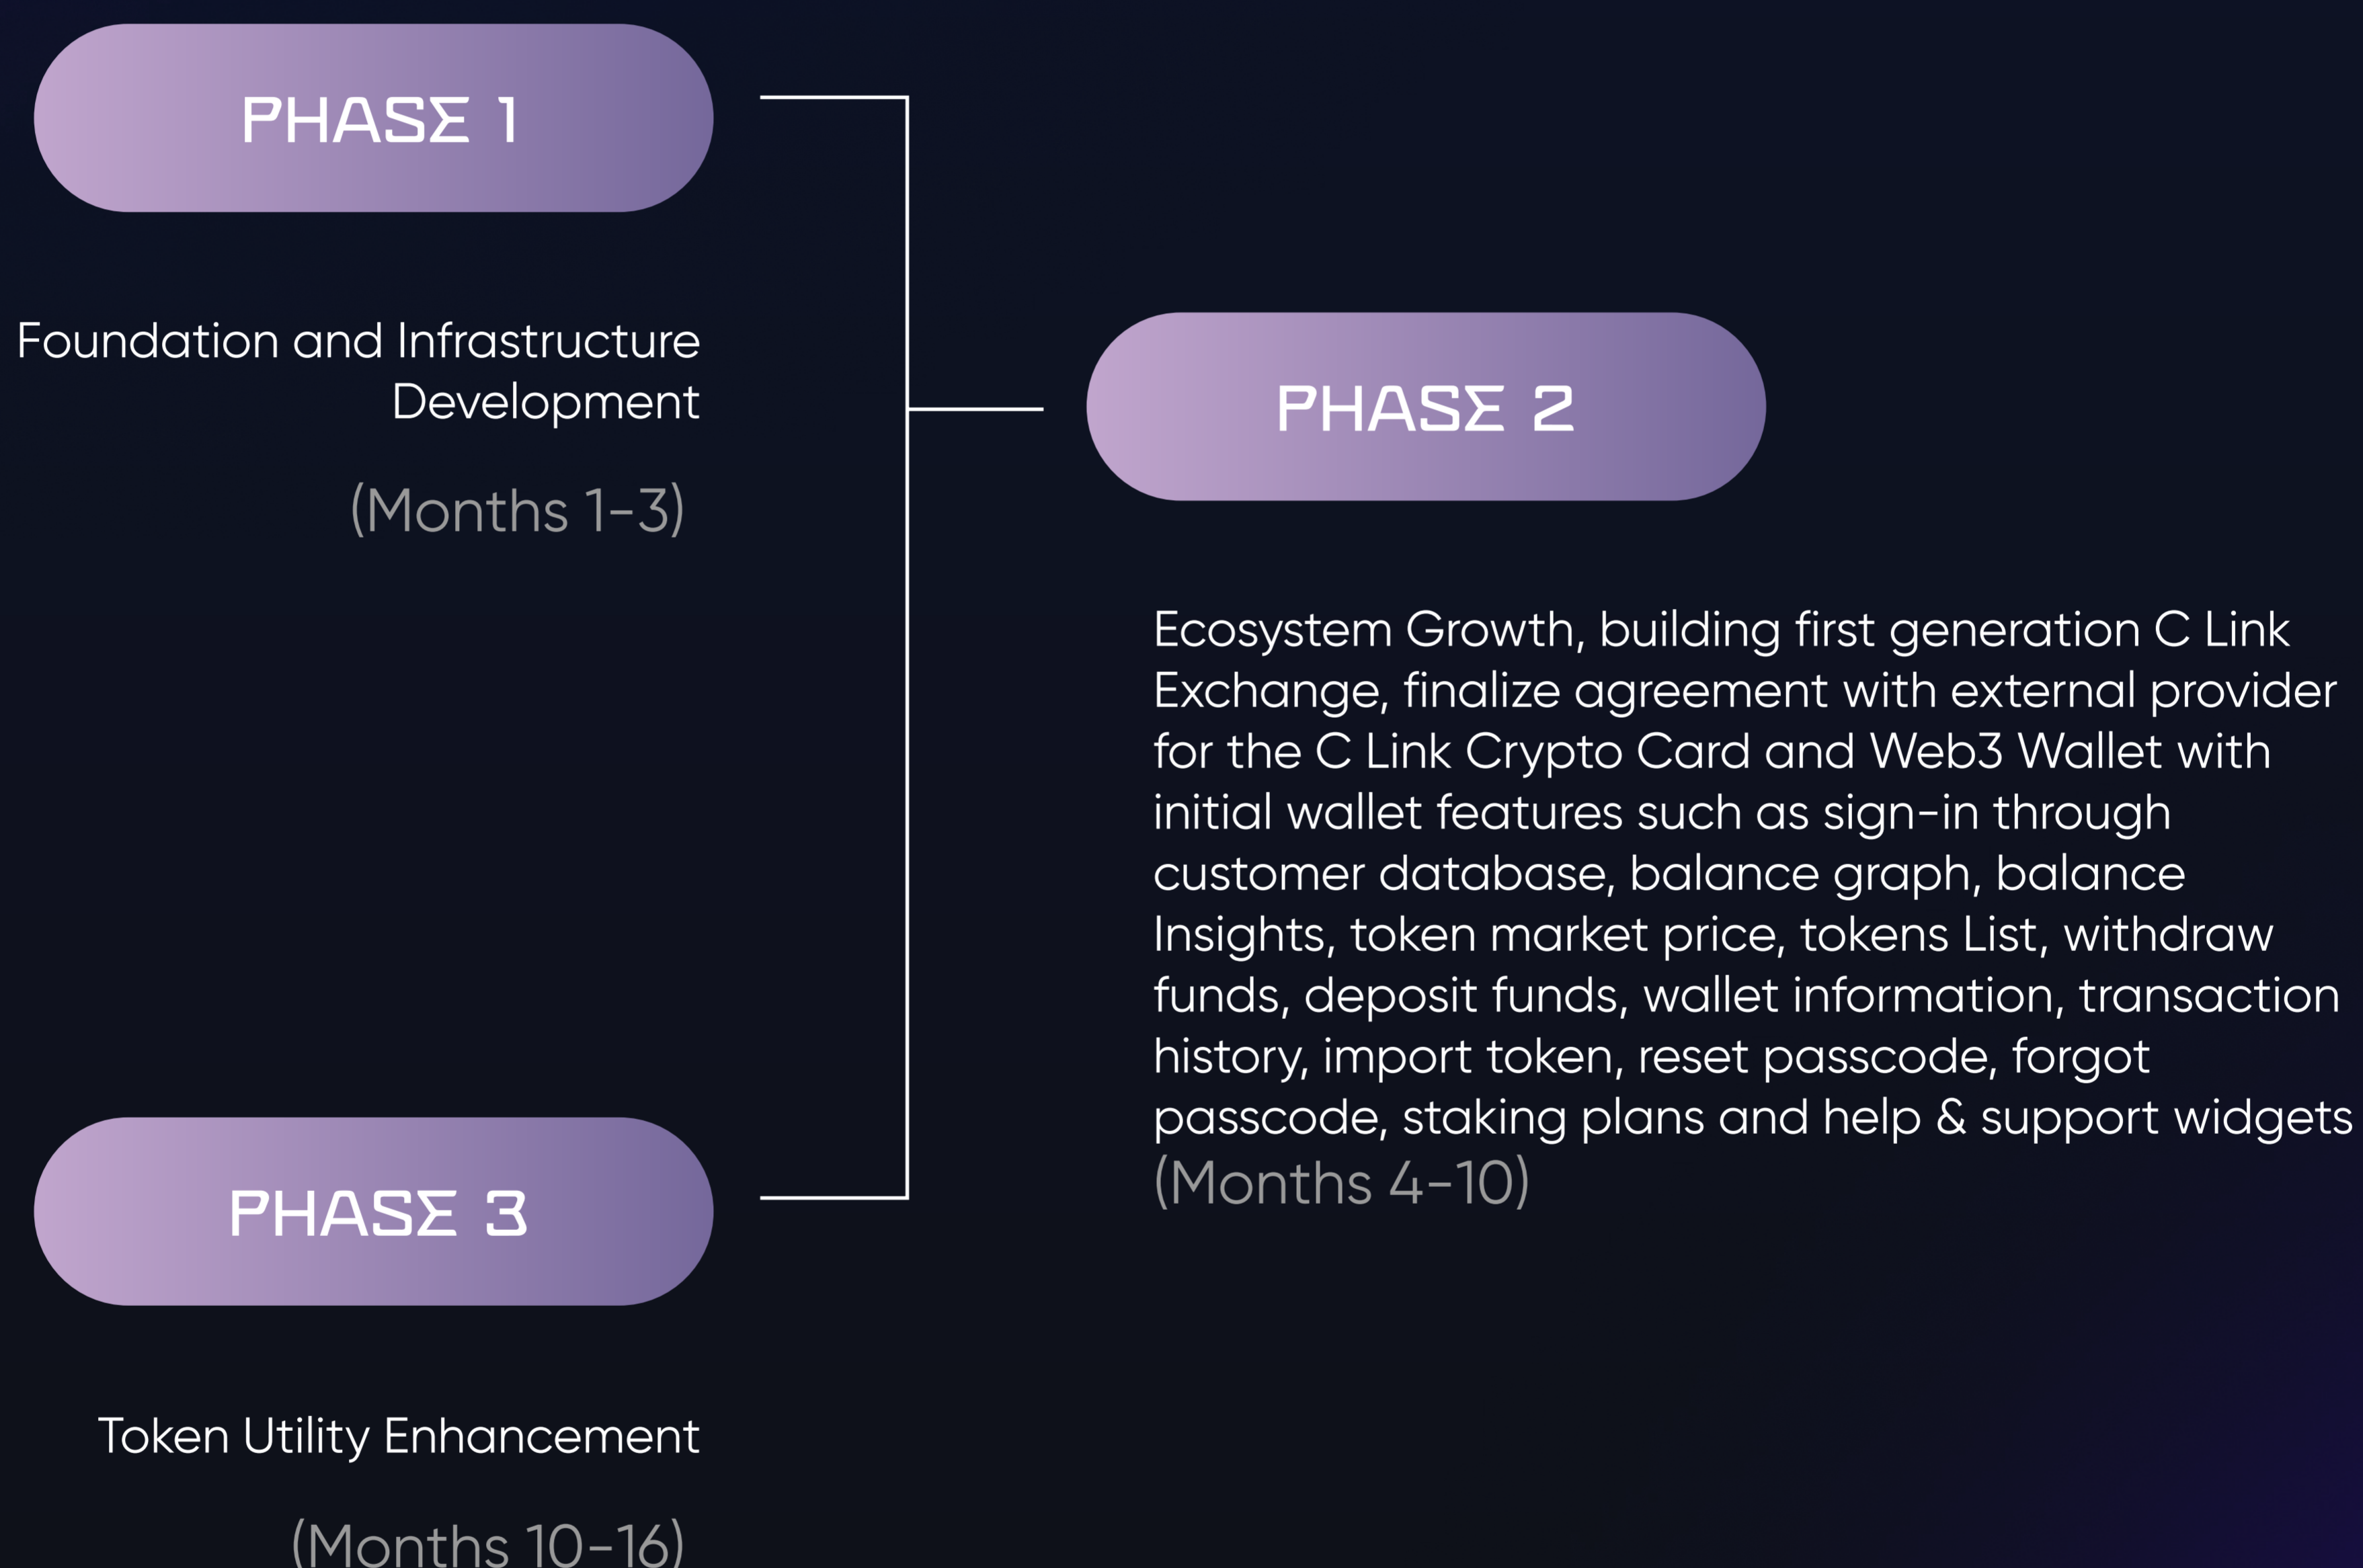 PHASE 1
Foundation and Infrastructure
Development
(Months 1-3)
PHASE 2
Ecosystem Growth, building first generation C Link
Exchange, finalize agreement with external provider
for the C Link Crypto Card and Web3 Wallet with
initial wallet features such as sign-in through
customer database, balance graph, balance
Insights, token market price, tokens List, withdraw
funds, deposit funds, wallet information, transaction
history, import token, reset passcode, forgot
passcode, staking plans and help & support widgets
(Months 4-10)
PHASE 3
Token Utility Enhancement
(Months 10-16)